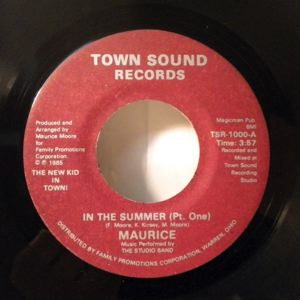 TOWN SOUND
RECORDS
Produced and
Arranged by
Maurice Moore
for
Family Promotions
Corporation.
© ℗ 1985
THE NEW KID
IN
TOWN!
Magicman Pub.
BMI
TSR-1000-A
Time: 3:57
Recorded and
Mixed at
Town Sound
Recording
Studio
IN THE SUMMER (Pt. One)
(F. Moore, K. Kirsey, M. Moore)
MAURICE
Music Performed by
THE STUDIO BAND
DISTRIBUTED BY FAMILY PROMOTIONS CORPORATION, WARREN, OHIO